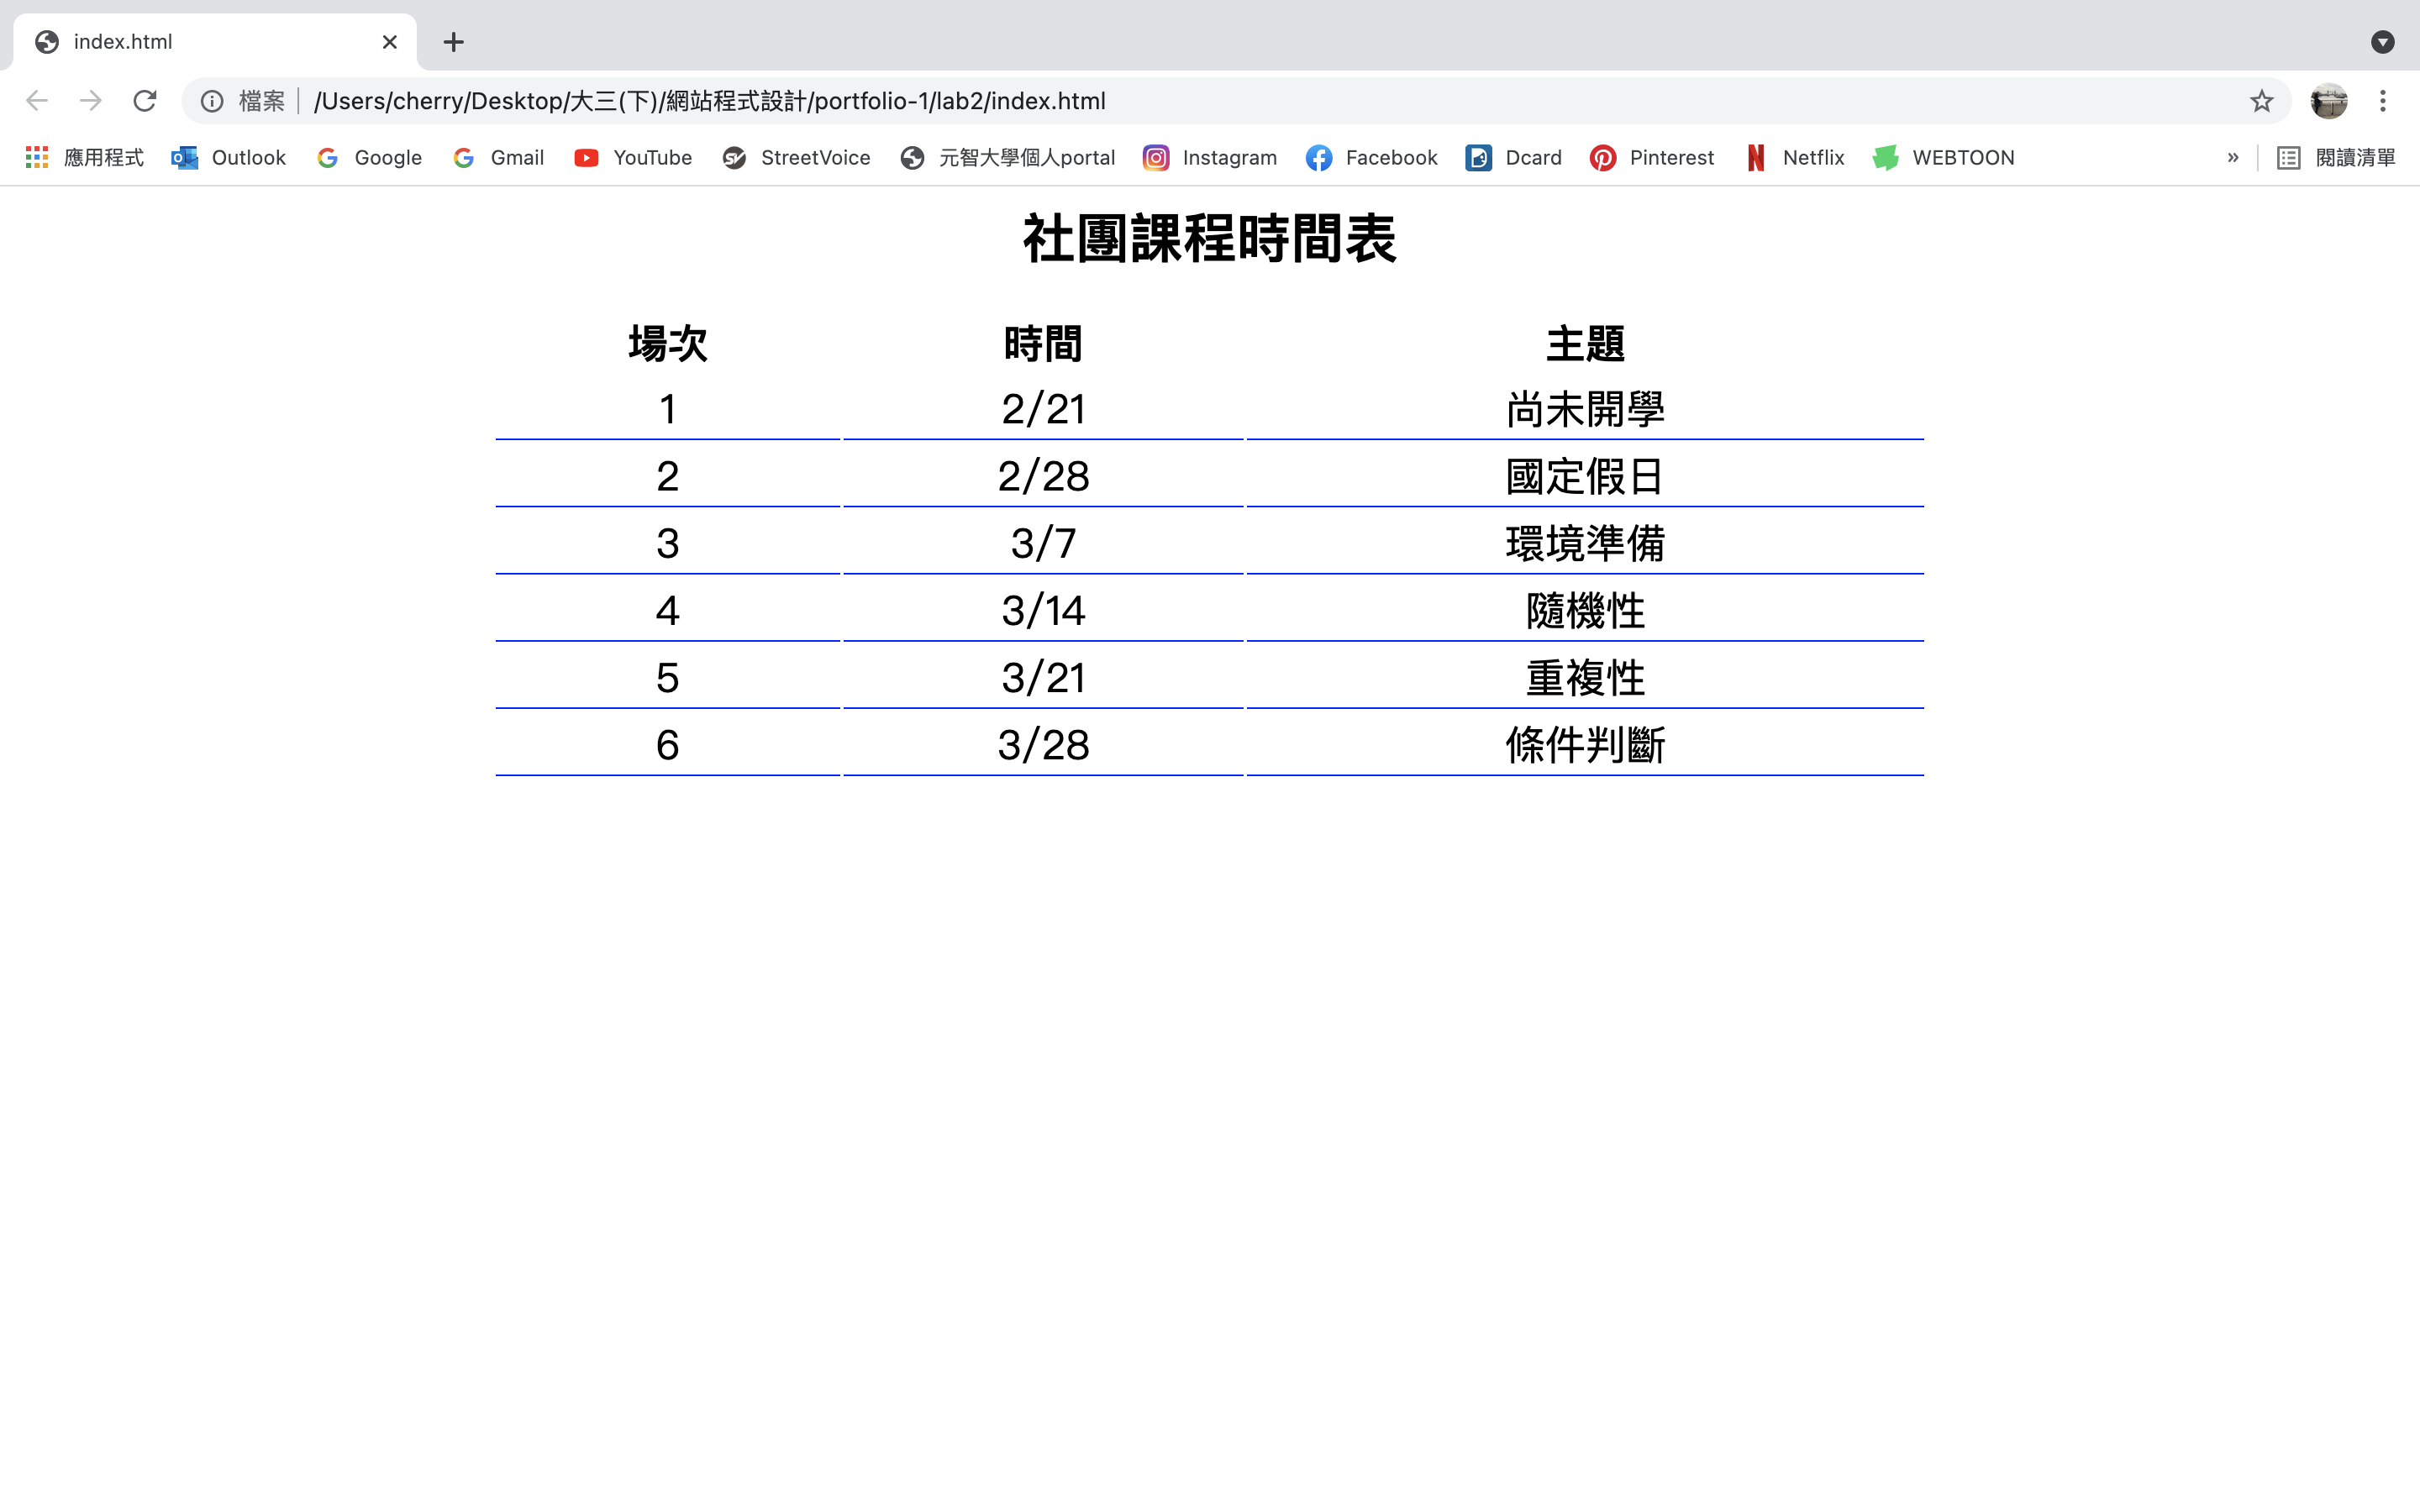 index.html
檔案 /Users/cherry/Desktop/大三(下)/網站程式設計/portfolio-1/lab2/index.html
應用程式 Outlook Google Gmail YouTube StreetVoice 元智大學個人portal Instagram Facebook Dcard Pinterest Netflix WEBTOON » 閱讀清單
社團課程時間表
場次 時間 主題
1 2/21 尚未開學
2 2/28 國定假日
3 3/7 環境準備
4 3/14 隨機性
5 3/21 重複性
6 3/28 條件判斷